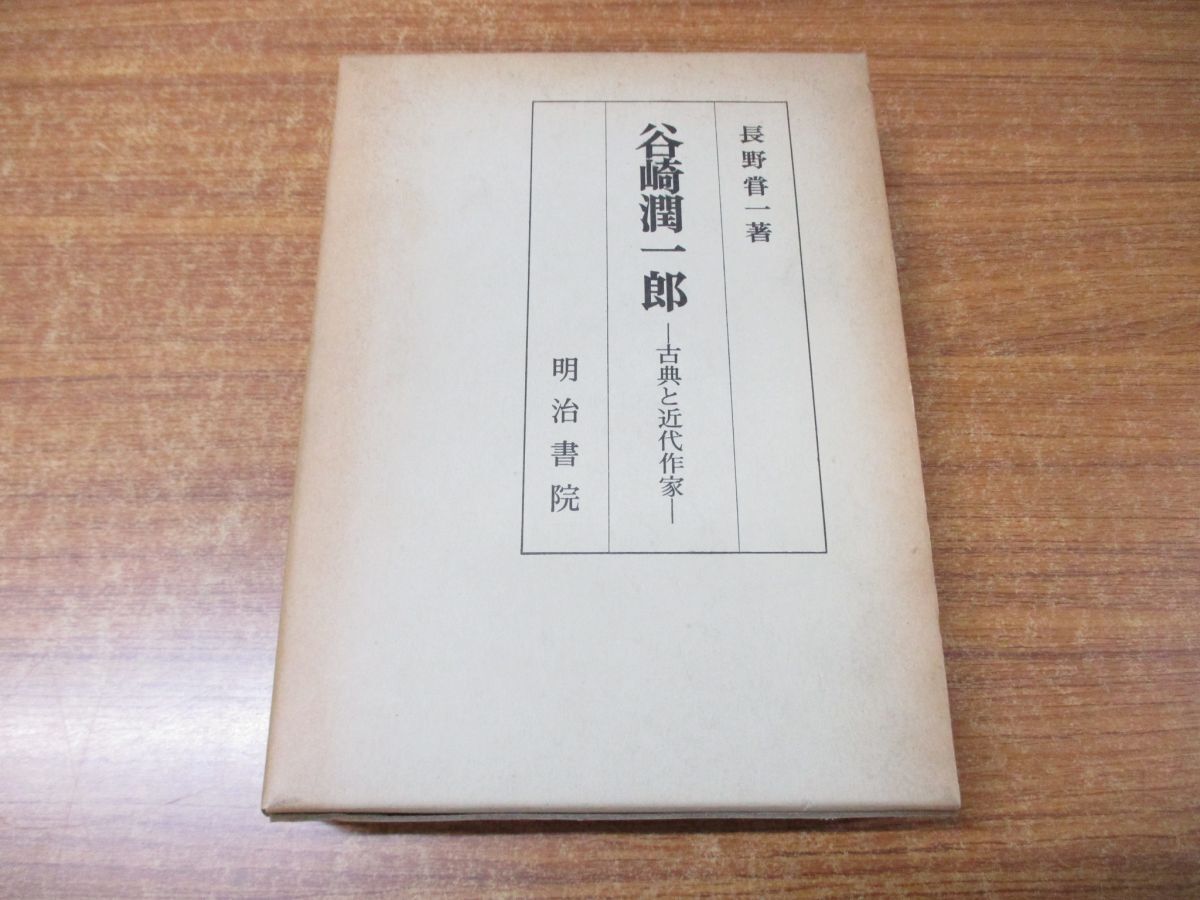 長野甞一著
谷崎潤一郎
―古典と近代作家―
明治書院